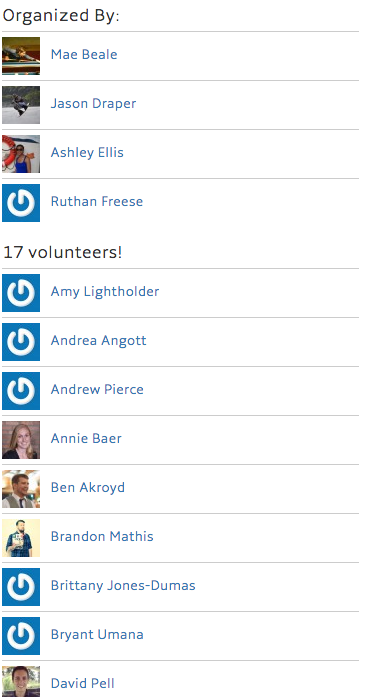 Organized By:
Mae Beale
Jason Draper
Ashley Ellis
Ruthan Freese
17 volunteers!
Amy Lightholder
Andrea Angott
Andrew Pierce
Annie Baer
Ben Akroyd
Brandon Mathis
Brittany Jones-Dumas
Bryant Umana
David Pell